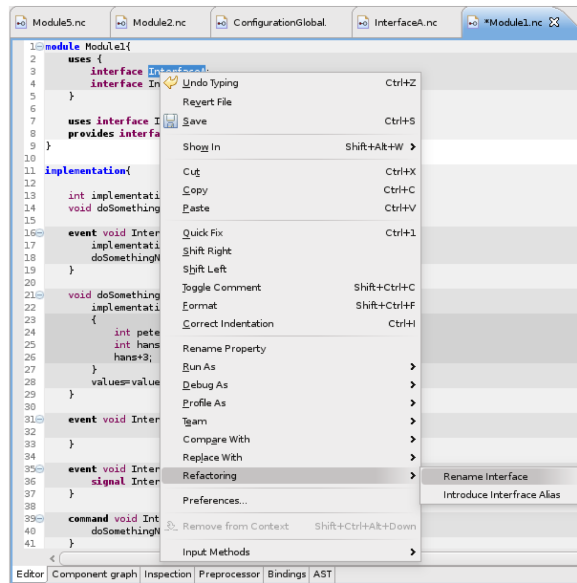 Module5.nc Module2.nc ConfigurationGlobal. InterfaceA.nc *Module1.nc
1 module Module1{
2 uses {
3 interface Interface1;
4 interface In
5 }
6
7 uses interface I
8 provides interfa
9 }
10
11 implementation{
12
13 int implementati
14 void doSomething
15
16 event void Inter
17 implementati
18 doSomethingN
19 }
20
21 void doSomething
22 implementati
23 {
24 int pete
25 int hans
26 hans+3;
27 }
28 values=value
29 }
30
31 event void Inter
32
33 }
34
35 event void Inter
36 signal Inter
37 }
38
39 command void Int
40 doSomethingN
41 }
Undo Typing Ctrl+Z
Revert File
Save Ctrl+S
Show In Shift+Alt+W
Cut Ctrl+X
Copy Ctrl+C
Paste Ctrl+V
Quick Fix Ctrl+1
Shift Right
Shift Left
Toggle Comment Shift+Ctrl+C
Format Shift+Ctrl+F
Correct Indentation Ctrl+I
Rename Property
Run As
Debug As
Profile As
Team
Compare With
Replace With
Refactoring
Preferences...
Remove from Context Shift+Ctrl+Alt+Down
Input Methods
Rename Interface
Introduce Interfrace Alias
Editor Component graph Inspection Preprocessor Bindings AST